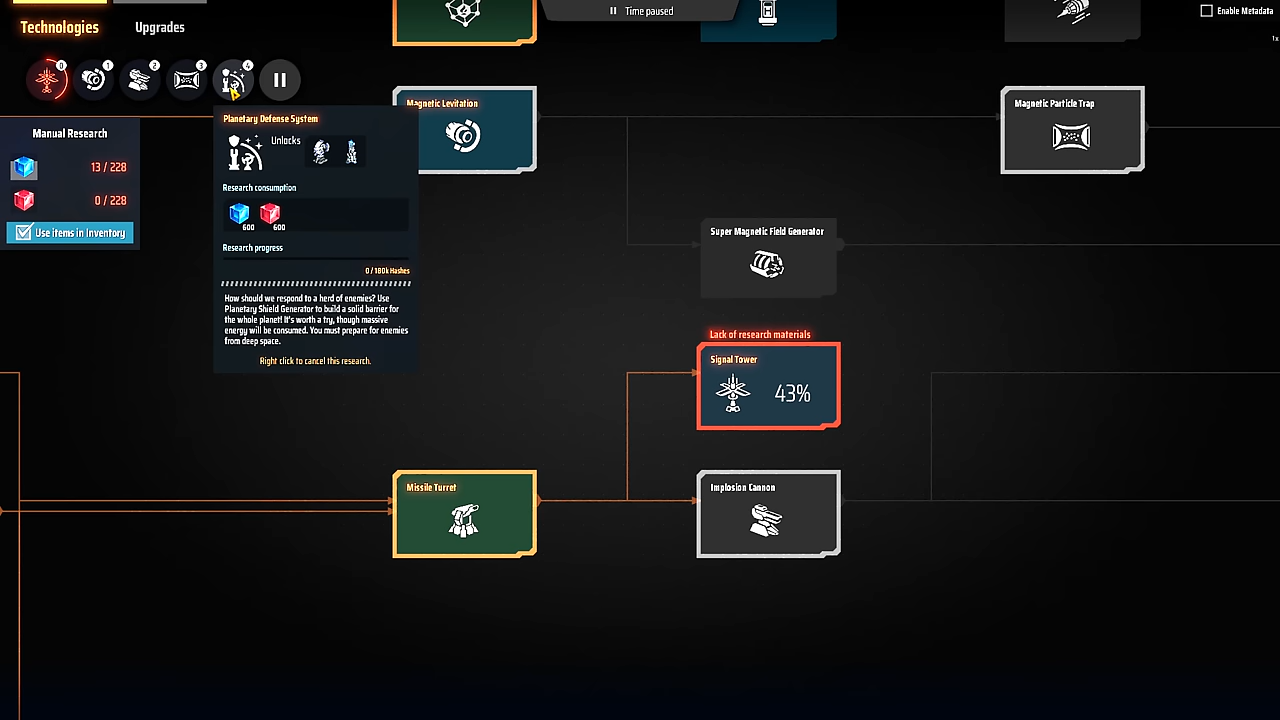 Technologies
Upgrades
Time paused
Enable Metadata
1x
0
1
2
3
4
Manual Research
13 / 228
0 / 228
Use items in Inventory
Planetary Defense System
Unlocks
Research consumption
600
600
Research progress
0 / 180k Hashes
How should we respond to a herd of enemies? Use
Planetary Shield Generator to build a solid barrier for
the whole planet! It's worth a try, though massive
energy will be consumed. You must prepare for enemies
from deep space.
Right click to cancel this research.
Magnetic Levitation
Magnetic Particle Trap
Super Magnetic Field Generator
Lack of research materials
Signal Tower
43%
Missile Turret
Implosion Cannon